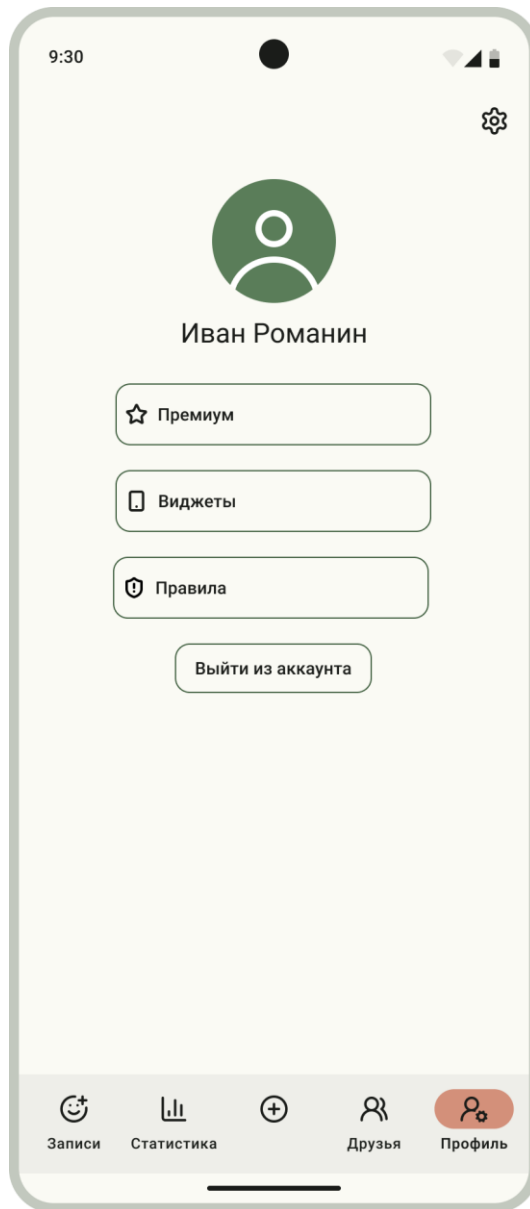 9:30
Иван Романин
Премиум
Виджеты
Правила
Выйти из аккаунта
Записи Статистика Друзья Профиль